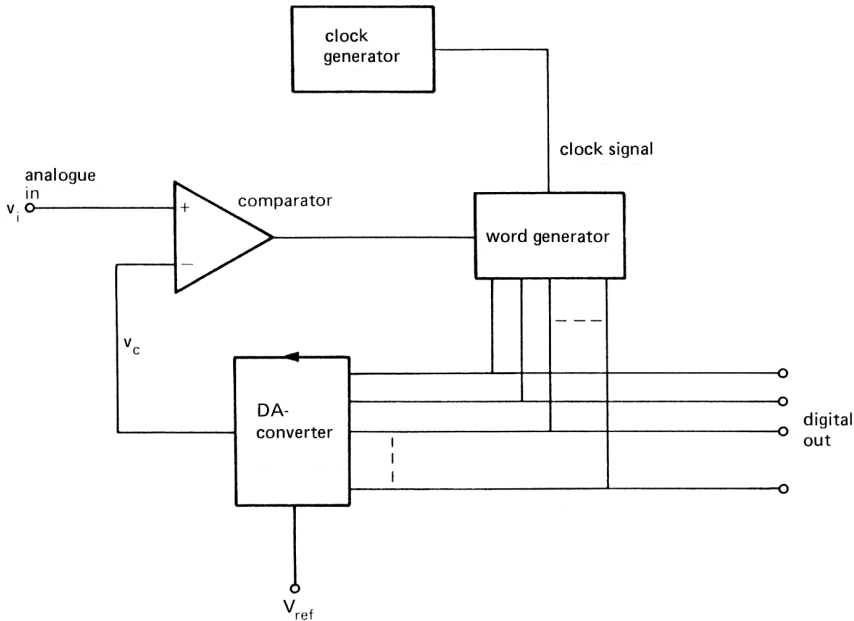 clock
generator
clock signal
analogue
in
v_i
+
−
comparator
word generator
v_c
DA-
converter
digital
out
V_ref